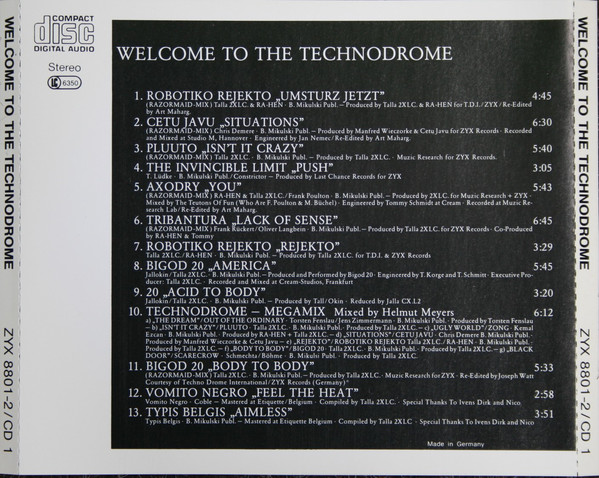 COMPACT
disc
DIGITAL AUDIO
Stereo
LC 6350
WELCOME TO THE TECHNODROME
ZYX 8801-2/CD 1
WELCOME TO THE TECHNODROME
1. ROBOTIKO REJEKTO „UMSTURZ JETZT” 4:45
(RAZORMAID-MIX) Talla 2XLC. & RA-HEN · B. Mikulski Publ. – Produced by Talla 2XLC. & RA-HEN for T.D.I./ZYX/Re-Edited
by Art Maharg.
2. CETU JAVU „SITUATIONS” 6:30
(RAZORMAID-MIX) Chris Demere · B. Mikulski Publ. – Produced by Manfred Wieczorke & Cetu Javu for ZYX Records · Recorded
and Mixed at Studio M, Hannover · Engineered by Jan Nemec/Re-Edited by Art Maharg.
3. PLUUTO „ISN'T IT CRAZY” 5:40
(RAZORMAID-MIX) Talla 2XLC. · B. Mikulski Publ. – Produced by Talla 2XLC. · Muzic Research for ZYX Records.
4. THE INVINCIBLE LIMIT „PUSH” 3:05
T. Lüdke · B. Mikulski Publ./Constrictor – Produced by Last Chance Records for ZYX
5. AXODRY „YOU” 5:43
(RAZORMAID-MIX) RA-HEN & Talla 2XLC./Frank Poulton · B. Mikulski Publ. – Produced by 2XLC. for Muzic Research + ZYX ·
Mixed by The Teutons Of Fun (Who Are F. Poulton & M. Büchel) · Engineered by Tommy Schmidt at Cream · Recorded at Muzic Re-
search Lab/Re-Edited by Art Maharg.
6. TRIBANTURA „LACK OF SENSE” 6:45
(RAZORMAID-MIX) Frank Rückert/Oliver Langbein · B. Mikulski Publ. – Produced by Talla 2XLC. for ZYX Records · Co-Produced
by RA-HEN & Tommy
7. ROBOTIKO REJEKTO „REJEKTO” 3:29
Talla 2XLC./RA-HEN · B. Mikulski Publ. – Produced by Talla 2XLC. for T.D.I. & ZYX Records
8. BIGOD 20 „AMERICA” 5:45
Jallokin/Talla 2XLC. · B. Mikulski Publ. – Produced and Performed by Bigod 20 · Engineered by T. Korge and T. Schmitt · Executive Pro-
ducer: Talla 2XLC. · Recorded and Mixed at Cream-Studios, Frankfurt
9. 20 „ACID TO BODY” 3:20
Jallokin/Talla 2XLC. · B. Mikulski Publ. – Produced by Tall/Okin · Reduced by Jalla CX.L2
10. TECHNODROME – MEGAMIX Mixed by Helmut Meyers 6:12
a) „THE DREAM” OUT OF THE ORDINARY · Torsten Fenslau/Jens Zimmermann · B. Mikulski Publ. – Produced by Torsten Fenslau
– b) „ISN'T IT CRAZY”/PLUUTO · Talla 2XLC. · B. Mikulski Publ. – Produced by Talla 2XLC. – c) „UGLY WORLD”/ZONG · Kemal
Ezcan · B. Mikulski Publ. · Produced by RA-HEN + Talla 2XLC. – d) „SITUATIONS”/CETU JAVU · Chris Demere B. Mikulski Publ. ·
Produced by Manfred Wieczorke & Cetu Javu – e) „REJEKTO”/ROBOTIKO REJEKTO Talla 2XLC./RA-HEN · B. Mikulski Publ. ·
Produced by Talla 2XLC. – f) „BODY TO BODY”/BIGOD 20 · Talla 2XLC. · B. Mikulski Publ. – Produced by Talla 2XLC. – g) „BLACK
DOOR”/SCARECROW · Schmechta/Böhme · B. Mikulski Publ. – Produced by Talla 2XLC.
11. BIGOD 20 „BODY TO BODY” 5:33
(RAZORMAID-MIX) Talla 2XLC. · B. Mikulski Publ. – Produced by Talla 2XLC. · Muzic Research for ZYX · Re-Edited by Joseph Watt
Courtesy of Techno Drome International/ZYX Records (Germany)”
12. VOMITO NEGRO „FEEL THE HEAT” 2:58
Vomito Negro · Coble – Mastered at Etiquette/Belgium · Compiled by Talla 2XLC. · Special Thanks To Ivens Dirk and Nico
13. TYPIS BELGIS „AIMLESS” 3:51
Typis Belgis · B. Mikulski Publ. – Mastered at Etiquette Belgium · Compiled by Talla 2XLC · Special Thanks To Ivens Dirk and Nico
Made in Germany
WELCOME TO THE TECHNODROME
ZYX 8801-2/CD 1